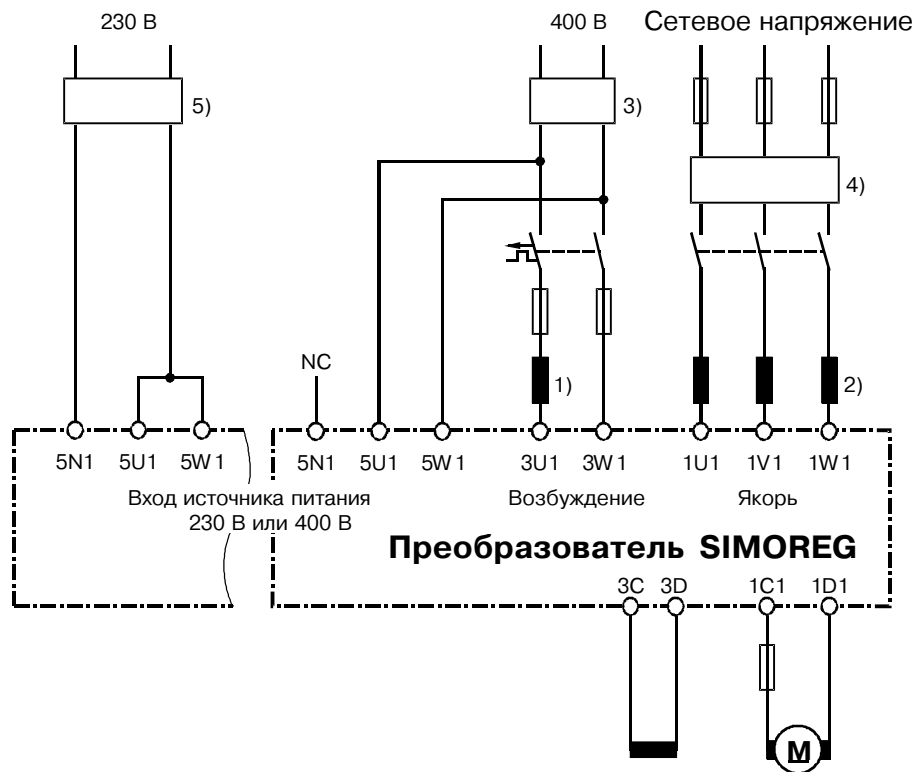 230 В 400 В Сетевое напряжение
5) 3)
4)
NC 1) 2)
5N1 5U1 5W1 5N1 5U1 5W1 3U1 3W1 1U1 1V1 1W1
Вход источника питания Возбуждение Якорь
230 В или 400 В
Преобразователь SIMOREG
3C 3D 1C1 1D1
M